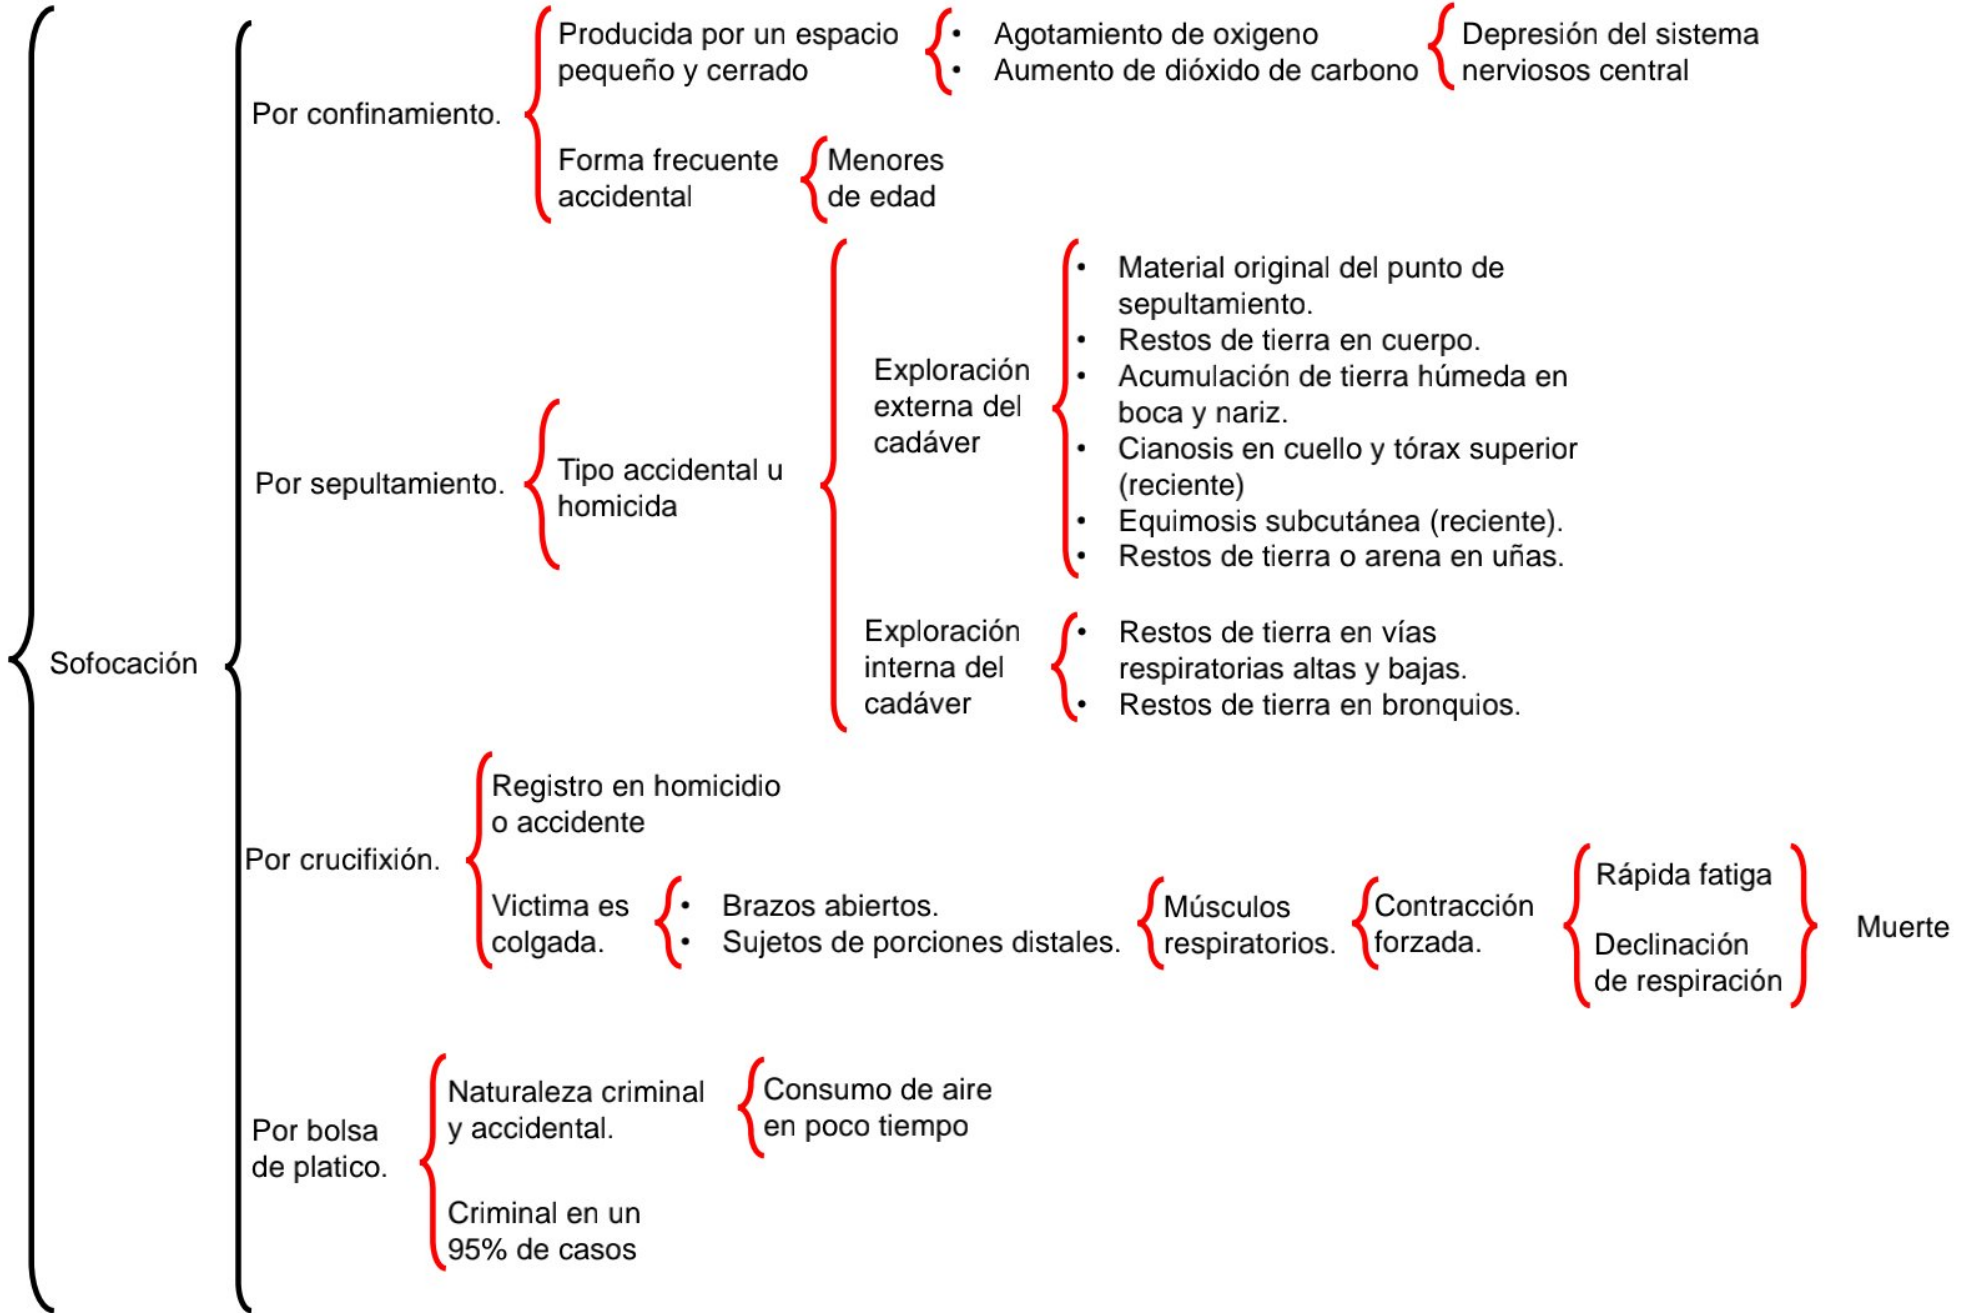 Sofocación
Por confinamiento.
Producida por un espacio
pequeño y cerrado
• Agotamiento de oxigeno
• Aumento de dióxido de carbono
Depresión del sistema
nerviosos central
Forma frecuente
accidental
Menores
de edad
Por sepultamiento.
Tipo accidental u
homicida
Exploración
externa del
cadáver
• Material original del punto de
sepultamiento.
• Restos de tierra en cuerpo.
• Acumulación de tierra húmeda en
boca y nariz.
• Cianosis en cuello y tórax superior
(reciente)
• Equimosis subcutánea (reciente).
• Restos de tierra o arena en uñas.
Exploración
interna del
cadáver
• Restos de tierra en vías
respiratorias altas y bajas.
• Restos de tierra en bronquios.
Por crucifixión.
Registro en homicidio
o accidente
Victima es
colgada.
• Brazos abiertos.
• Sujetos de porciones distales.
Músculos
respiratorios.
Contracción
forzada.
Rápida fatiga
Declinación
de respiración
Muerte
Por bolsa
de platico.
Naturaleza criminal
y accidental.
Consumo de aire
en poco tiempo
Criminal en un
95% de casos